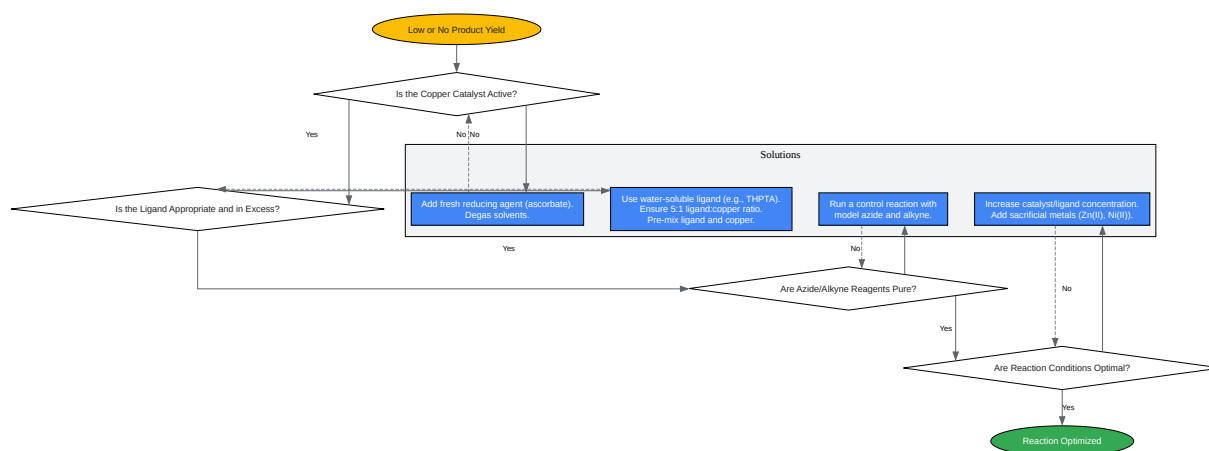 Low or No Product Yield
Is the Copper Catalyst Active?
Yes
No
No
Solutions
Is the Ligand Appropriate and in Excess?
Add fresh reducing agent (ascorbate).
Degas solvents.
Use water-soluble ligand (e.g., THPTA).
Ensure 5:1 ligand:copper ratio.
Pre-mix ligand and copper.
Run a control reaction with
model azide and alkyne.
Increase catalyst/ligand concentration.
Add sacrificial metals (Zn(II), Ni(II)).
Yes
No
Are Azide/Alkyne Reagents Pure?
No
Yes
Are Reaction Conditions Optimal?
Yes
Reaction Optimized